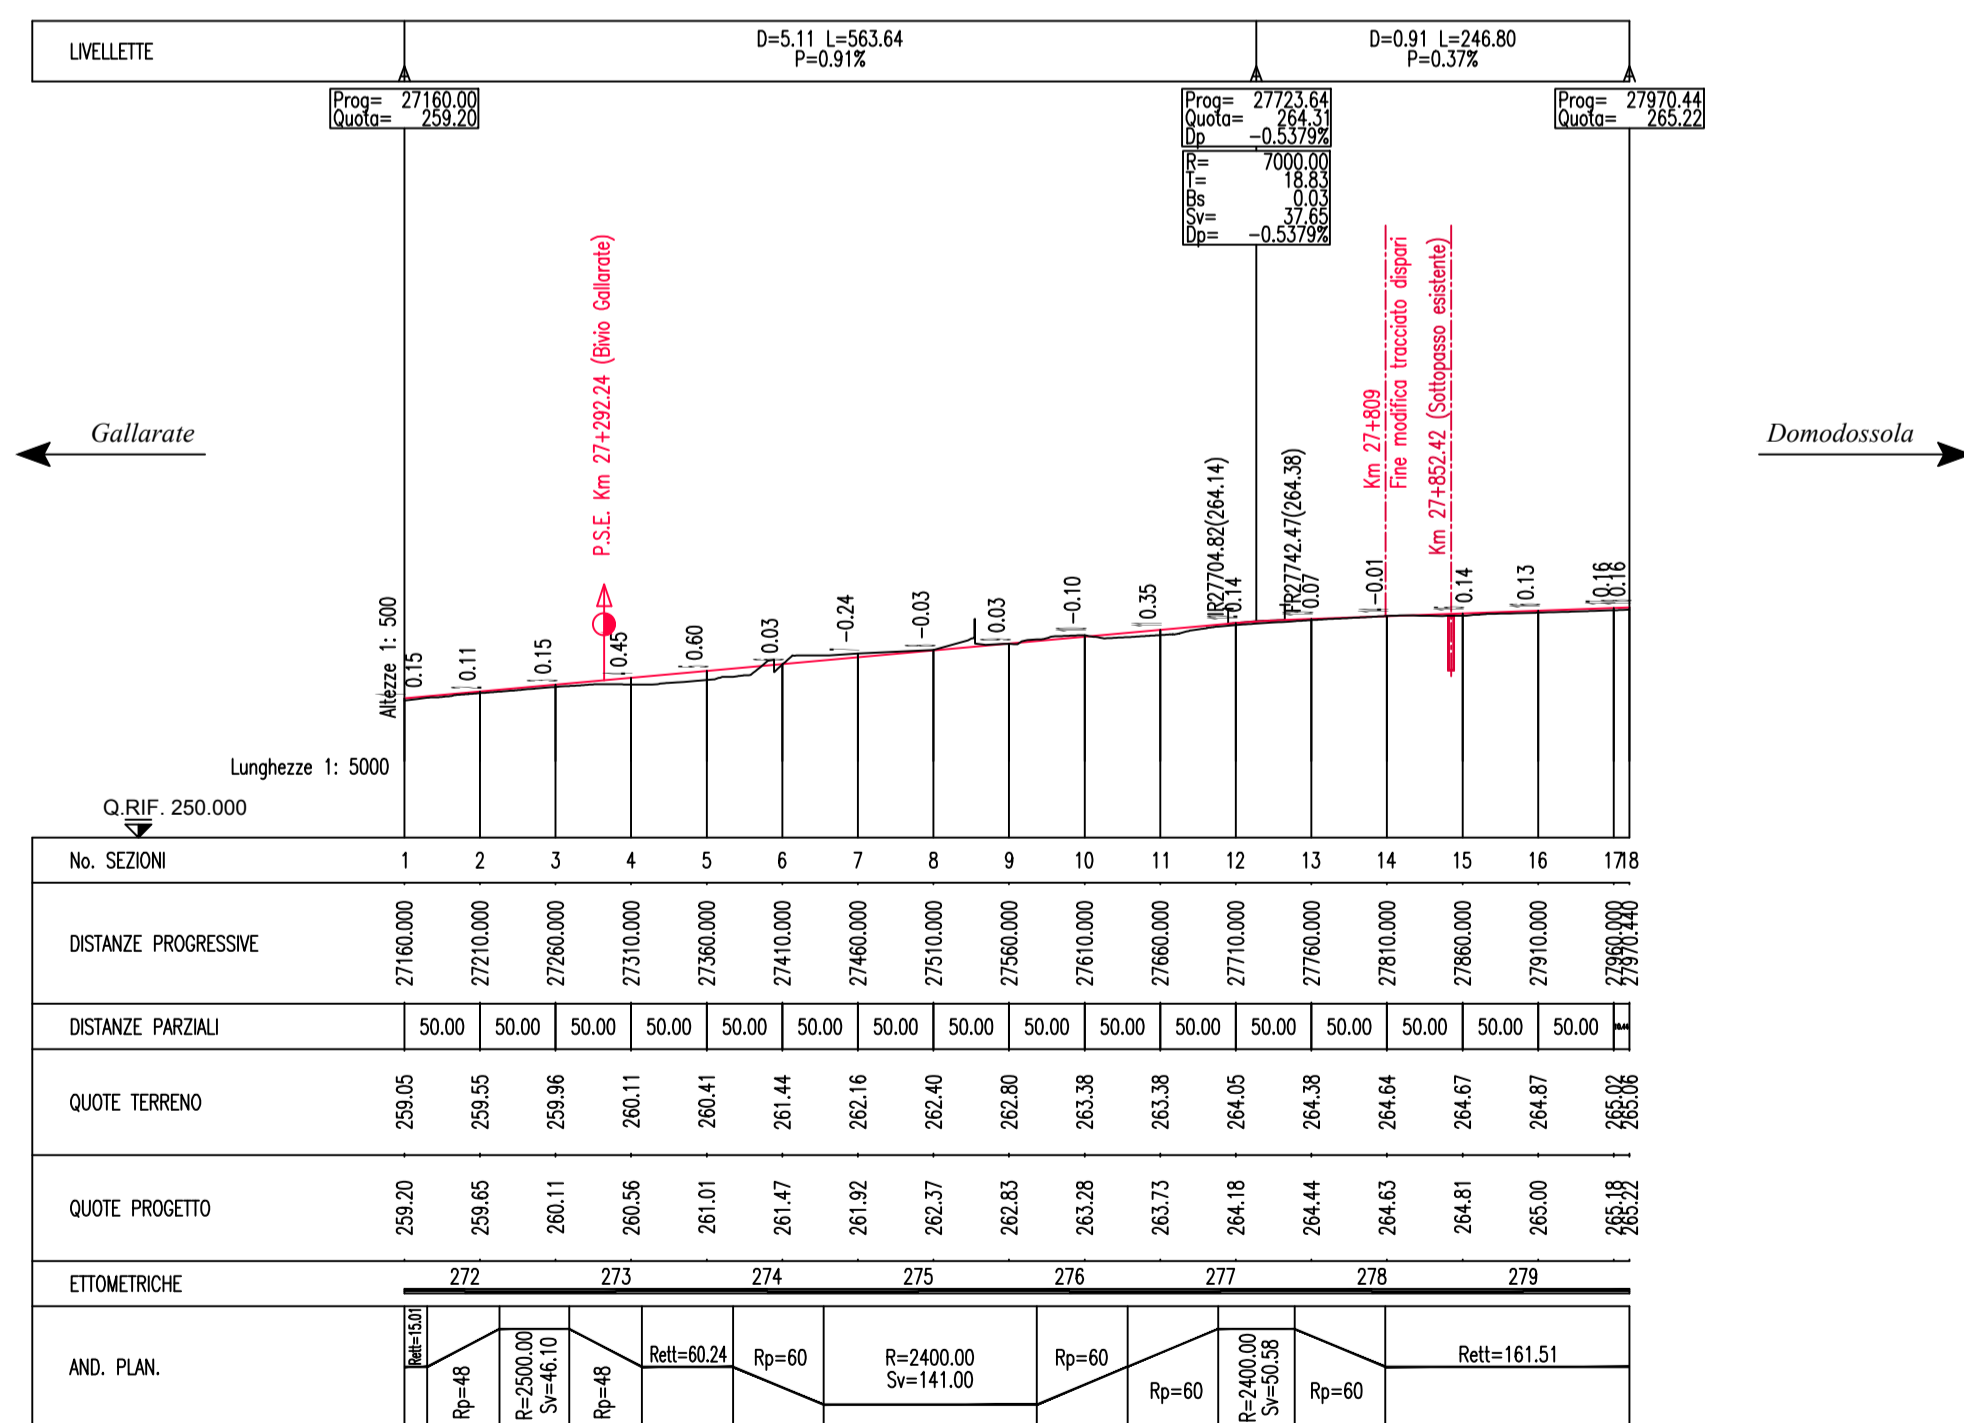 LIVELLETTE
D=5.11 L=563.64
P=0.91%
D=0.91 L=246.80
P=0.37%
Prog= 27160.00
Quota= 259.20
Prog= 27723.64
Quota= 264.31
Dp -0.5379%
R= 7000.00
T= 18.83
Bs 0.03
Sv= 37.65
Dp= -0.5379%
Prog= 27970.44
Quota= 265.22
Gallarate
Domodossola
P.S.E. Km 27+292.24 (Bivio Gallarate)
Km 27+809
Fine modifica tracciato dispari
Km 27+852.42 (Sottopasso esistente)
IR27704.82(264.14)
FR27742.47(264.38)
Altezze 1: 500
0.15
0.11
0.15
0.45
0.60
0.03
-0.24
-0.03
0.03
-0.10
0.35
0.14
0.07
-0.01
0.14
0.13
0.16
0.16
Lunghezze 1: 5000
Q.RIF. 250.000
No. SEZIONI 1 2 3 4 5 6 7 8 9 10 11 12 13 14 15 16 17 18
DISTANZE PROGRESSIVE 27160.000 27210.000 27260.000 27310.000 27360.000 27410.000 27460.000 27510.000 27560.000 27610.000 27660.000 27710.000 27760.000 27810.000 27860.000 27910.000 27960.000 27970.440
DISTANZE PARZIALI 50.00 50.00 50.00 50.00 50.00 50.00 50.00 50.00 50.00 50.00 50.00 50.00 50.00 50.00 50.00 50.00 10.44
QUOTE TERRENO 259.05 259.55 259.96 260.11 260.41 261.44 262.16 262.40 262.80 263.38 263.38 264.05 264.38 264.64 264.67 264.87 265.02 265.06
QUOTE PROGETTO 259.20 259.65 260.11 260.56 261.01 261.47 261.92 262.37 262.83 263.28 263.73 264.18 264.44 264.63 264.81 265.00 265.18 265.22
ETTOMETRICHE 272 273 274 275 276 277 278 279
AND. PLAN.
Rett=15.01
Rp=48
R=2500.00
Sv=46.10
Rp=48
Rett=60.24
Rp=60
R=2400.00
Sv=141.00
Rp=60
Rp=60
R=2400.00
Sv=50.58
Rp=60
Rett=161.51